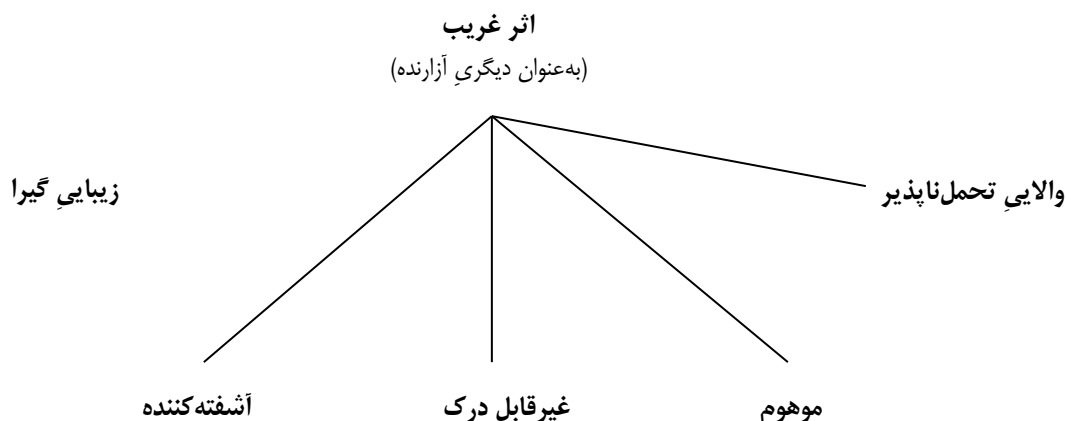 اثر غریب
(به‌عنوان دیگریِ آزارنده)
والاییِ تحمل‌ناپذیر
زیباییِ گیرا
موهوم
غیرقابل درک
آشفته‌کننده